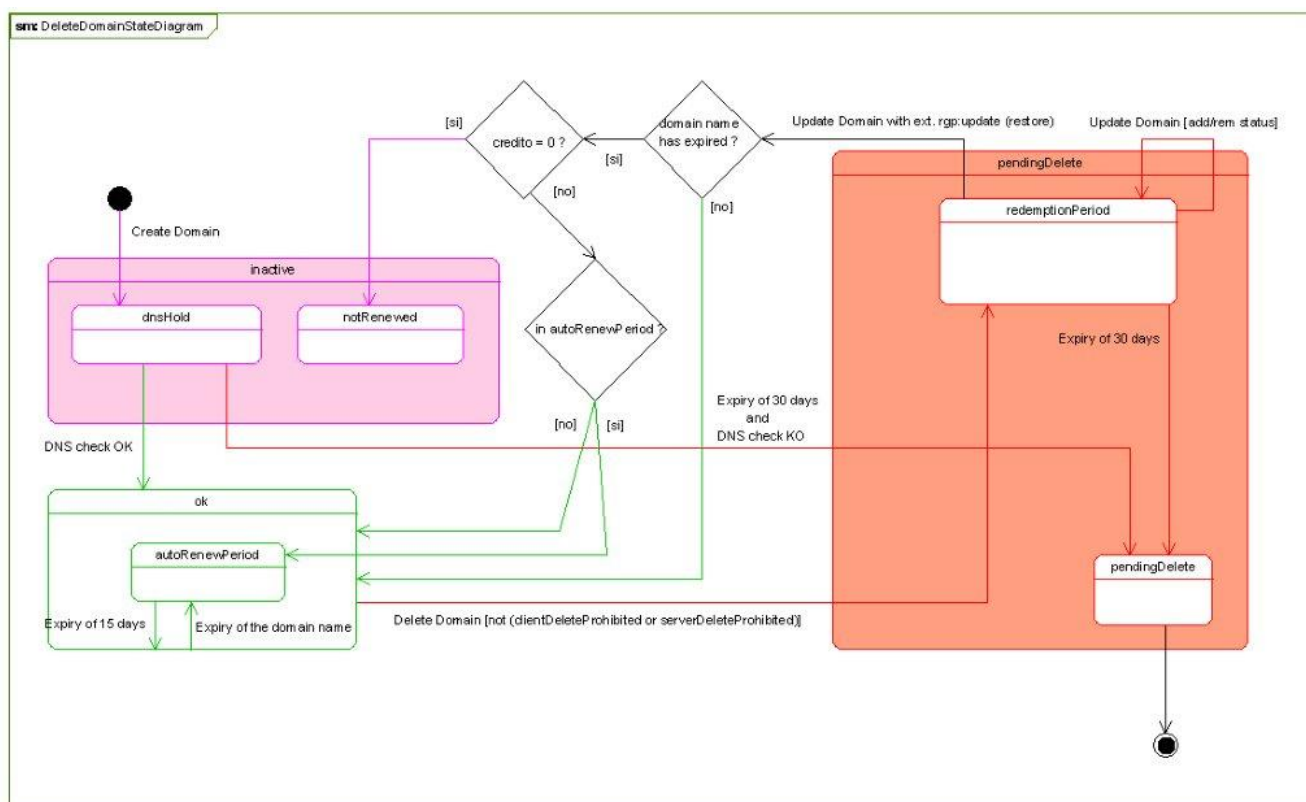 sm: DeleteDomainStateDiagram
domain name
has expired ?
credito = 0 ?
[si]
[si]
[no]
[no]
Update Domain with ext. rgp:update (restore)
Update Domain [add/rem status]
pendingDelete
redemptionPeriod
Create Domain
inactive
dnsHold
notRenewed
in autoRenewPeriod ?
Expiry of 30 days
Expiry of 30 days
and
DNS check KO
[no]
[si]
DNS check OK
ok
autoRenewPeriod
pendingDelete
Expiry of 15 days
Expiry of the domain name
Delete Domain [not (clientDeleteProhibited or serverDeleteProhibited)]